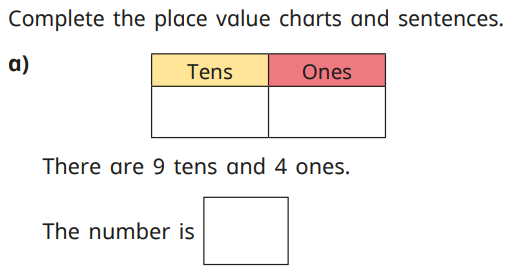 Complete the place value charts and sentences.
a)
Tens Ones
There are 9 tens and 4 ones.
The number is